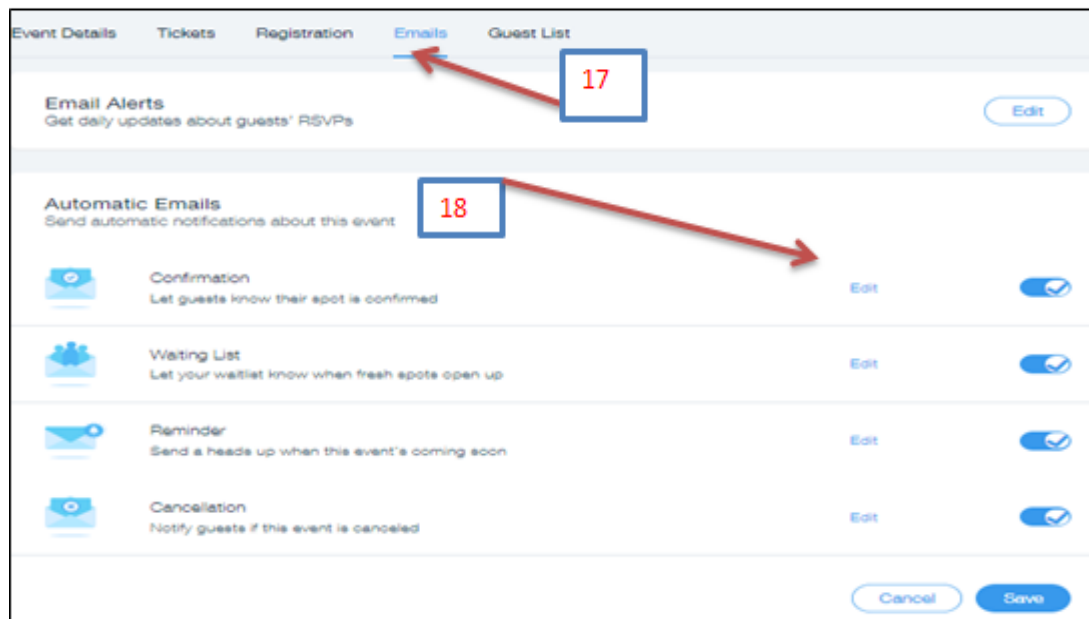 Event Details Tickets Registration Emails Guest List
17
Email Alerts
Get daily updates about guests' RSVPs
Edit
Automatic Emails
Send automatic notifications about this event
18
Confirmation
Let guests know their spot is confirmed
Edit
Waiting List
Let your waitlist know when fresh spots open up
Edit
Reminder
Send a heads up when this event's coming soon
Edit
Cancellation
Notify guests if this event is canceled
Edit
Cancel Save